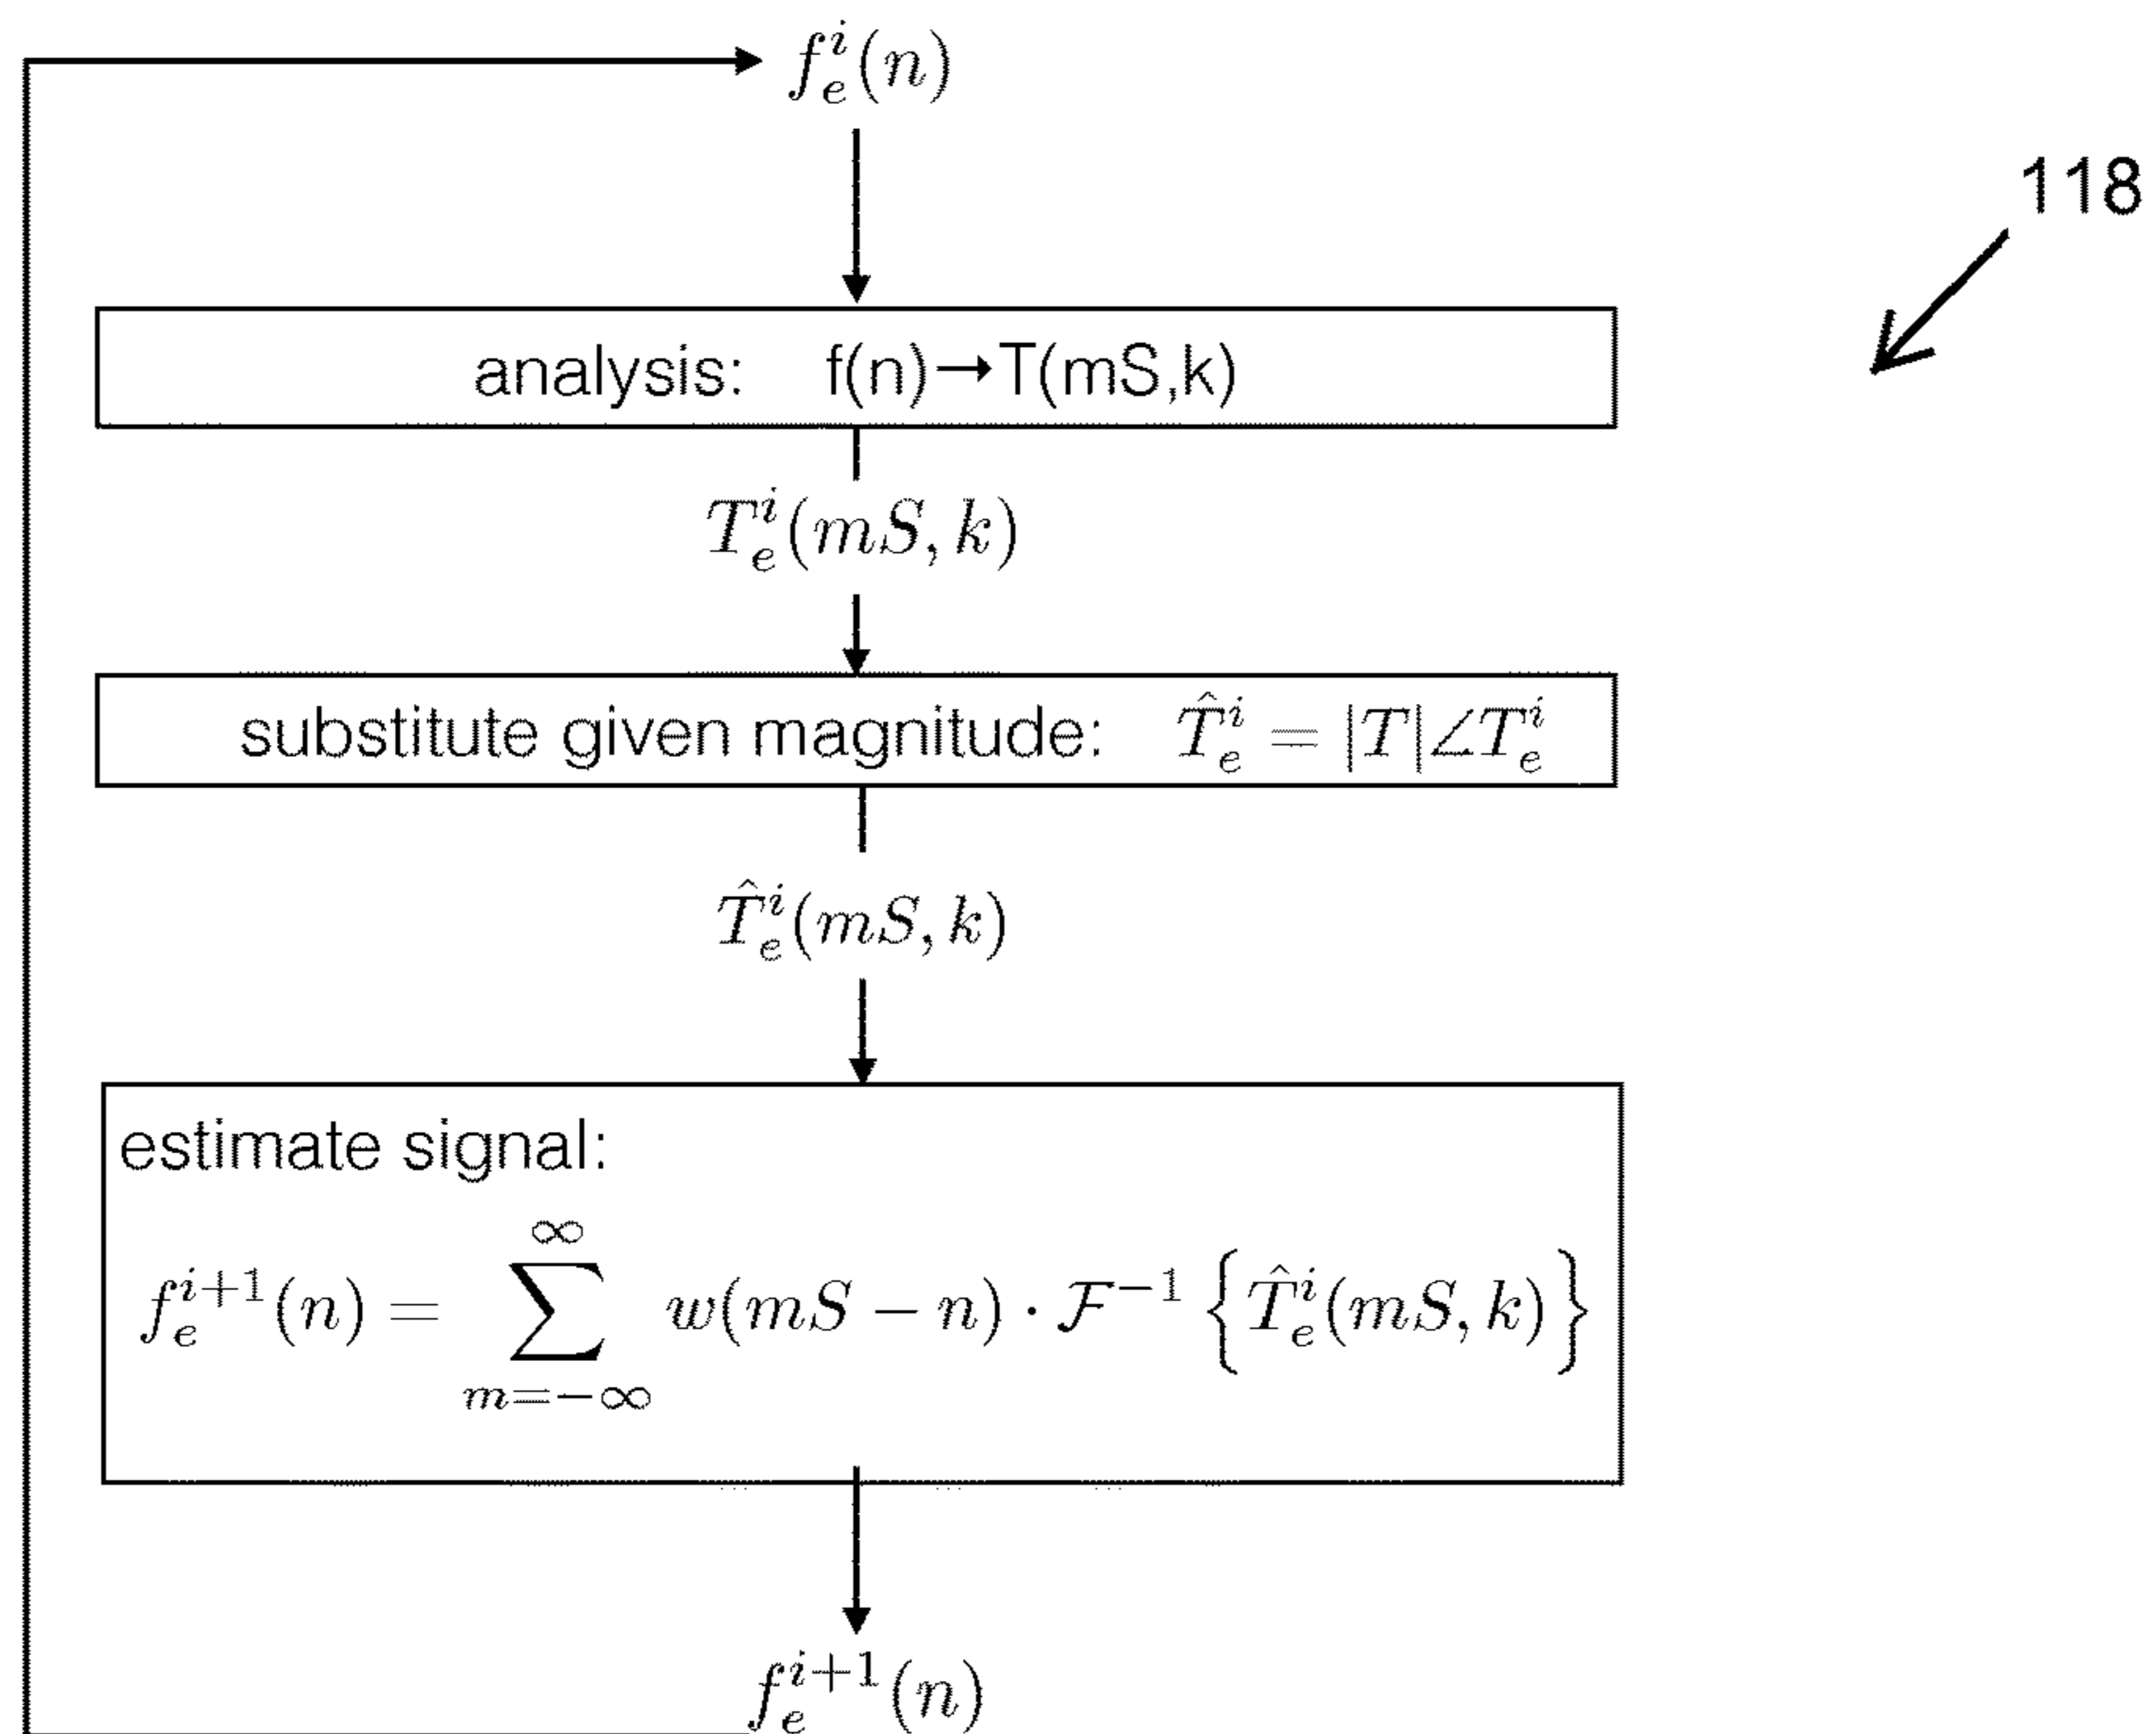 f_e^i(n)
118
analysis: f(n)→T(mS,k)
T_e^i(mS, k)
substitute given magnitude: T̂_e^i = |T|∠T_e^i
T̂_e^i(mS, k)
estimate signal:
f_e^{i+1}(n) = ∑_{m=-∞}^{∞} w(mS − n) · ℱ^{−1} {T̂_e^i(mS, k)}
f_e^{i+1}(n)